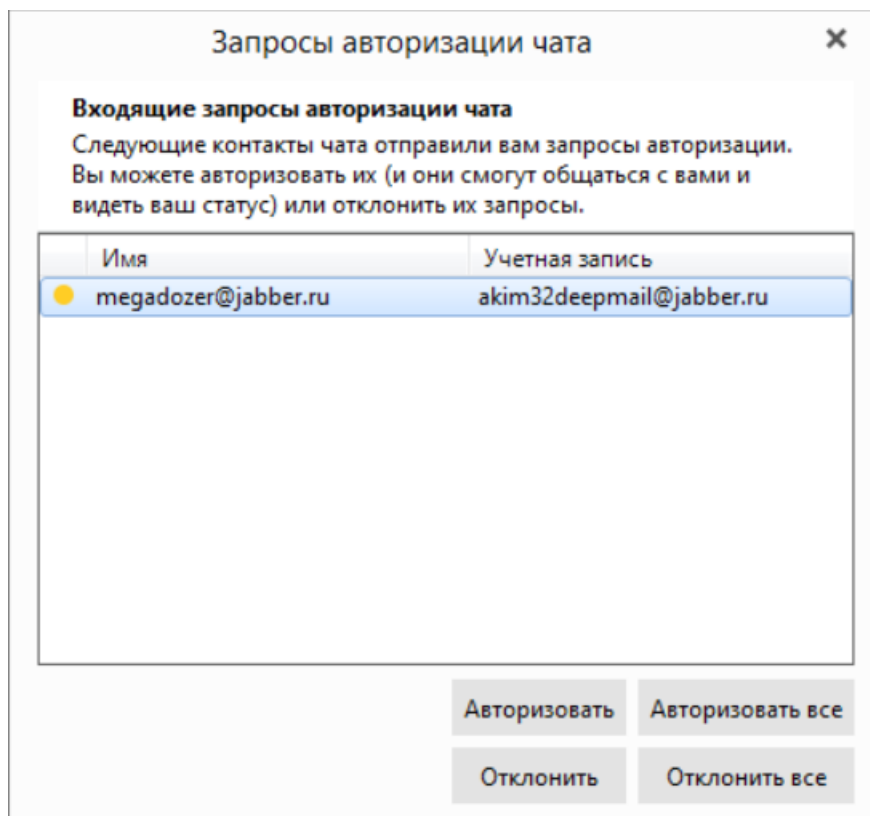 Запросы авторизации чата
Входящие запросы авторизации чата
Следующие контакты чата отправили вам запросы авторизации.
Вы можете авторизовать их (и они смогут общаться с вами и
видеть ваш статус) или отклонить их запросы.
Имя Учетная запись
megadozer@jabber.ru akim32deepmail@jabber.ru
Авторизовать Авторизовать все
Отклонить Отклонить все